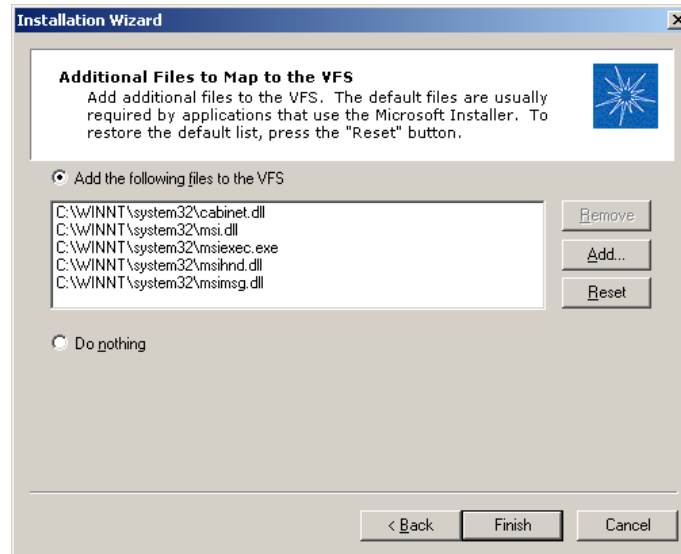 Installation Wizard
Additional Files to Map to the VFS
Add additional files to the VFS. The default files are usually
required by applications that use the Microsoft Installer. To
restore the default list, press the "Reset" button.
Add the following files to the VFS
C:\WINNT\system32\cabinet.dll
C:\WINNT\system32\msi.dll
C:\WINNT\system32\msiexec.exe
C:\WINNT\system32\msihnd.dll
C:\WINNT\system32\msimsg.dll
Remove
Add...
Reset
Do nothing
< Back
Finish
Cancel